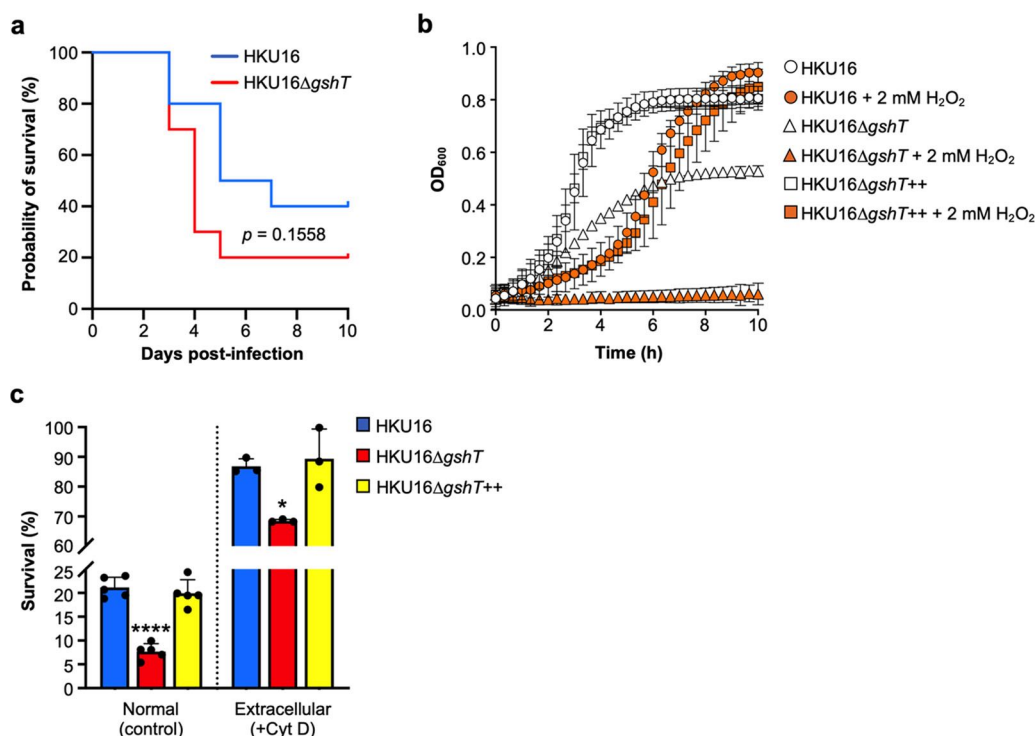 a
HKU16
HKU16ΔgshT
100
80
60
40
20
0
Probability of survival (%)
p = 0.1558
0 2 4 6 8 10
Days post-infection
b
1.0
0.8
0.6
0.4
0.2
0.0
OD₆₀₀
0 2 4 6 8 10
Time (h)
HKU16
HKU16 + 2 mM H₂O₂
HKU16ΔgshT
HKU16ΔgshT + 2 mM H₂O₂
HKU16ΔgshT++
HKU16ΔgshT++ + 2 mM H₂O₂
c
100
90
80
70
60
25
20
15
10
5
0
Survival (%)
****
*
Normal
(control)
Extracellular
(+Cyt D)
HKU16
HKU16ΔgshT
HKU16ΔgshT++